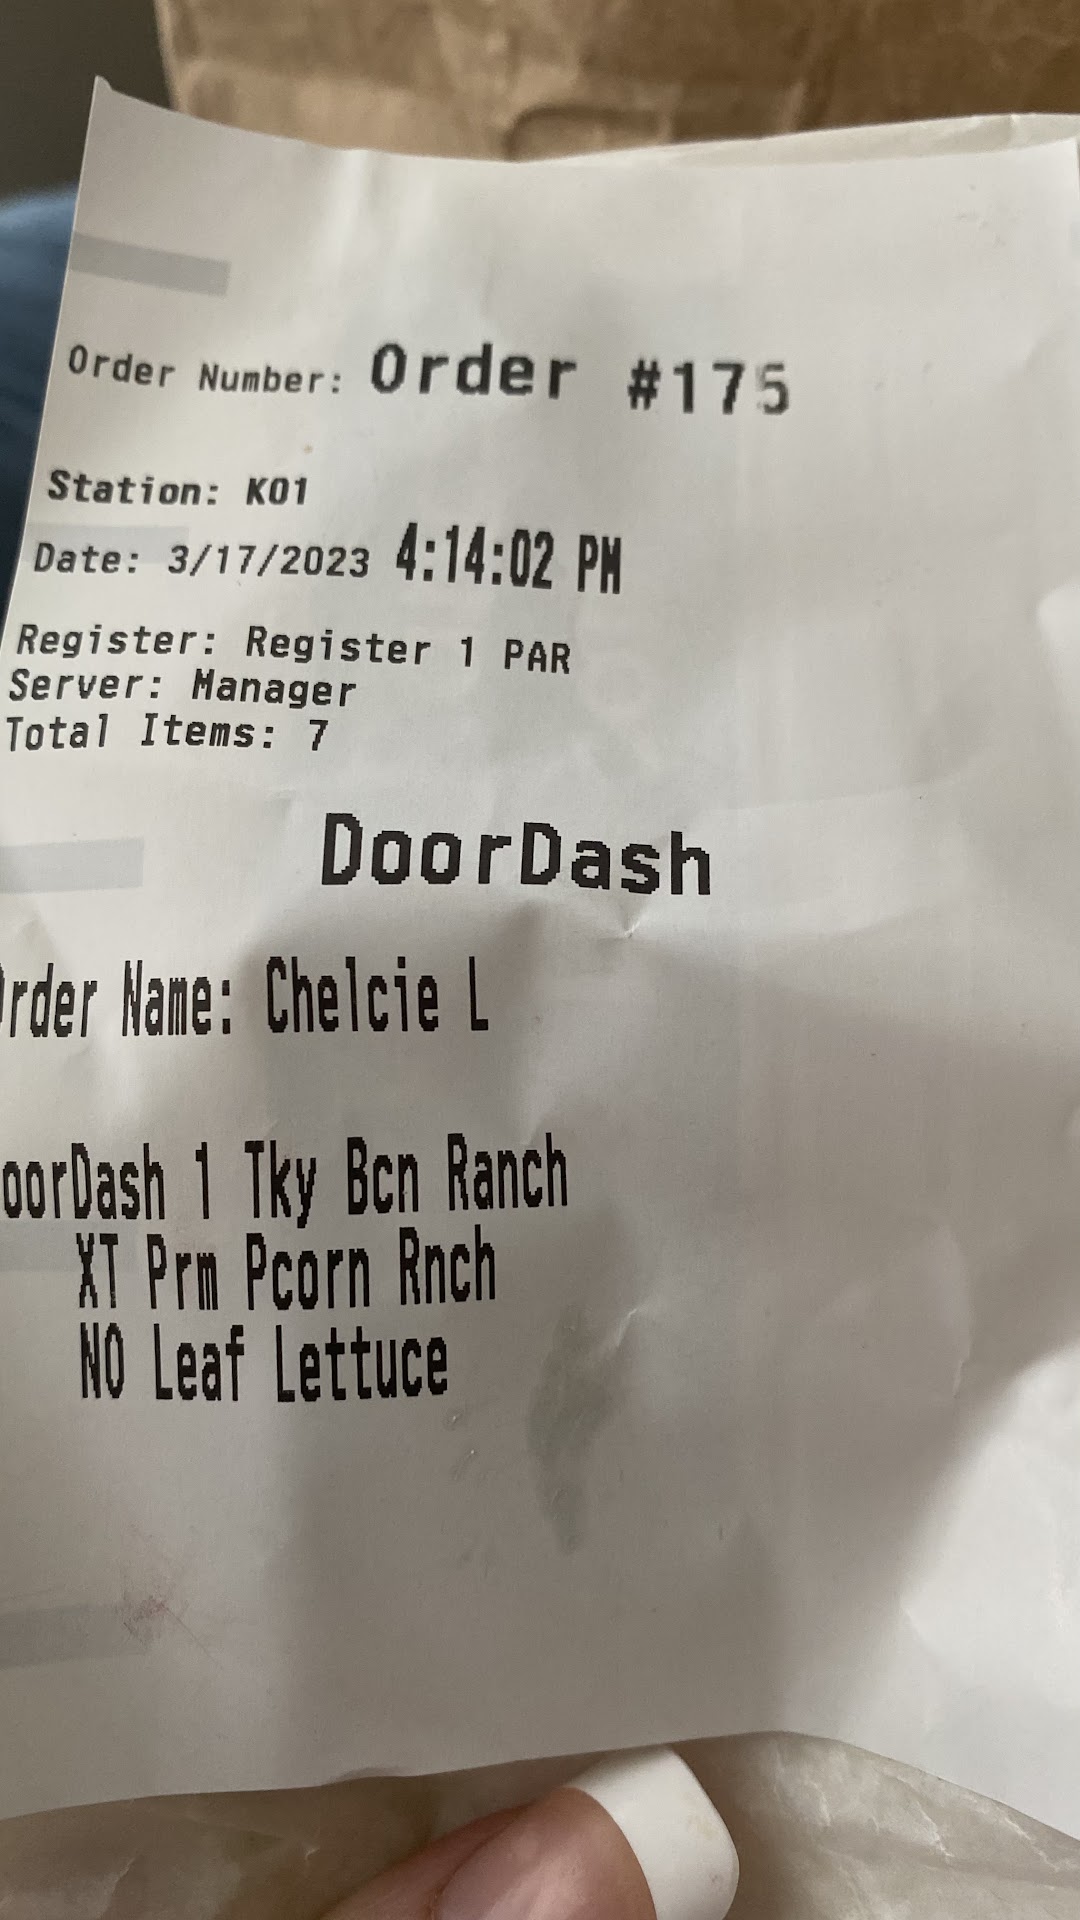 Order Number: Order #175
Station: K01
Date: 3/17/2023 4:14:02 PM
Register: Register 1 PAR
Server: Manager
Total Items: 7
DoorDash
Order Name: Chelcie L
oorDash 1 Tky Bcn Ranch
XT Prm Pcorn Rnch
NO Leaf Lettuce